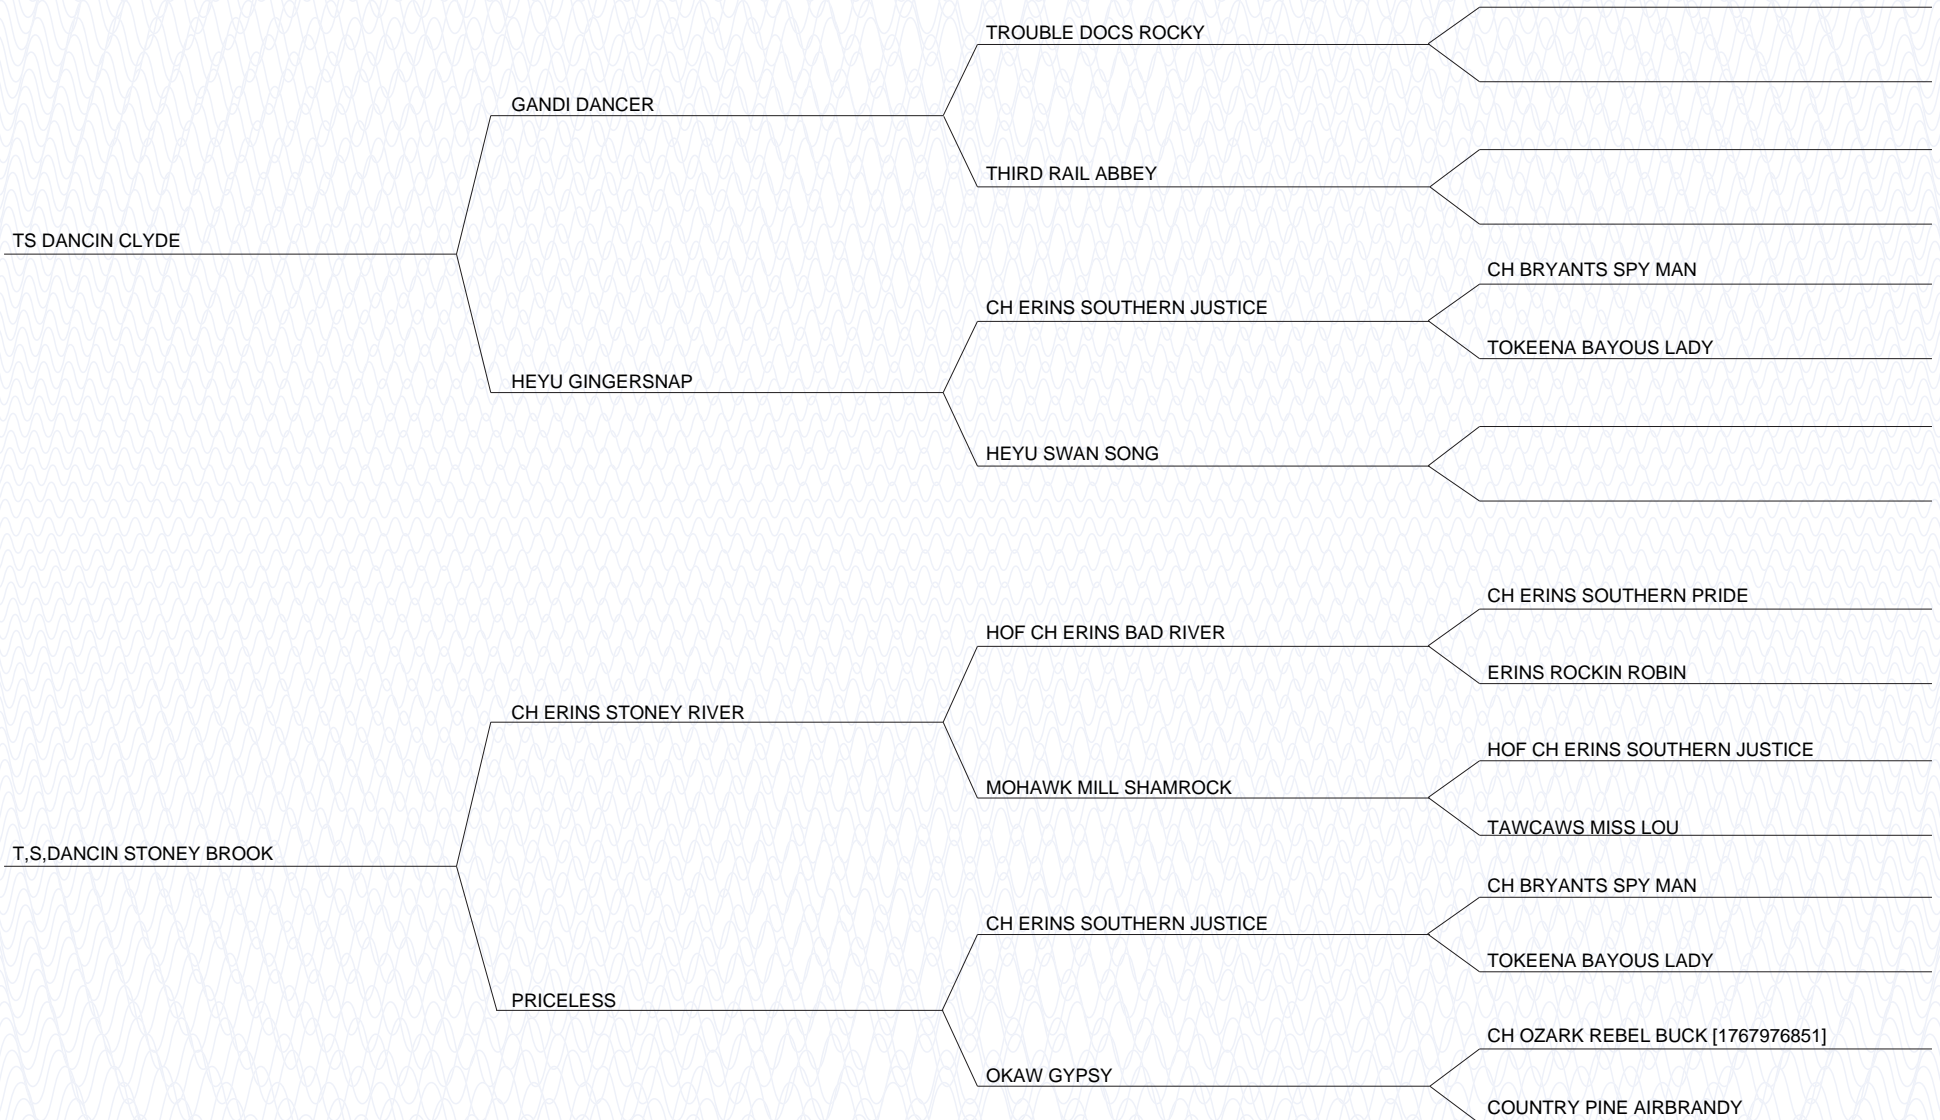 TROUBLE DOCS ROCKY
GANDI DANCER
THIRD RAIL ABBEY
TS DANCIN CLYDE
CH BRYANTS SPY MAN
CH ERINS SOUTHERN JUSTICE
TOKEENA BAYOUS LADY
HEYU GINGERSNAP
HEYU SWAN SONG
CH ERINS SOUTHERN PRIDE
HOF CH ERINS BAD RIVER
ERINS ROCKIN ROBIN
CH ERINS STONEY RIVER
HOF CH ERINS SOUTHERN JUSTICE
MOHAWK MILL SHAMROCK
TAWCAWS MISS LOU
T,S,DANCIN STONEY BROOK
CH BRYANTS SPY MAN
CH ERINS SOUTHERN JUSTICE
TOKEENA BAYOUS LADY
PRICELESS
CH OZARK REBEL BUCK [1767976851]
OKAW GYPSY
COUNTRY PINE AIRBRANDY